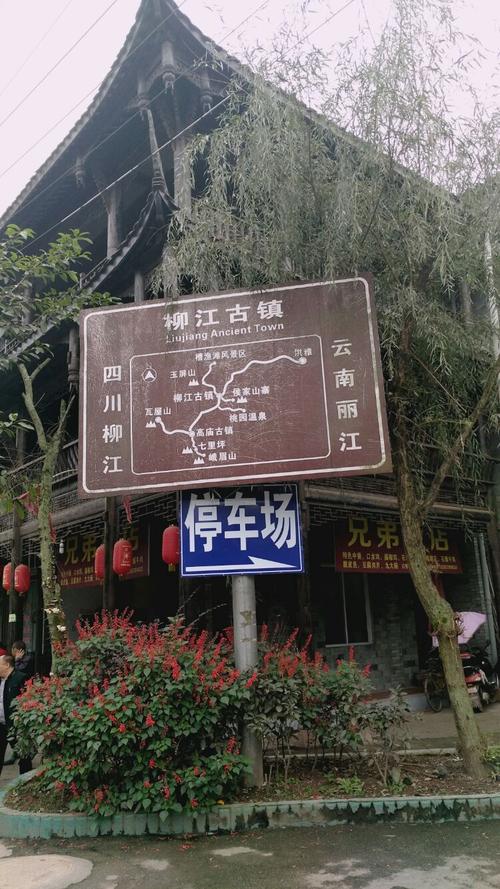 柳江古镇
Liujiang Ancient Town
四川柳江
云南丽江
槽渔滩风景区
洪雅
玉屏山
侯家山寨
柳江古镇
瓦屋山
桃园温泉
高庙古镇
七里坪
峨眉山
停车场
兄弟
店